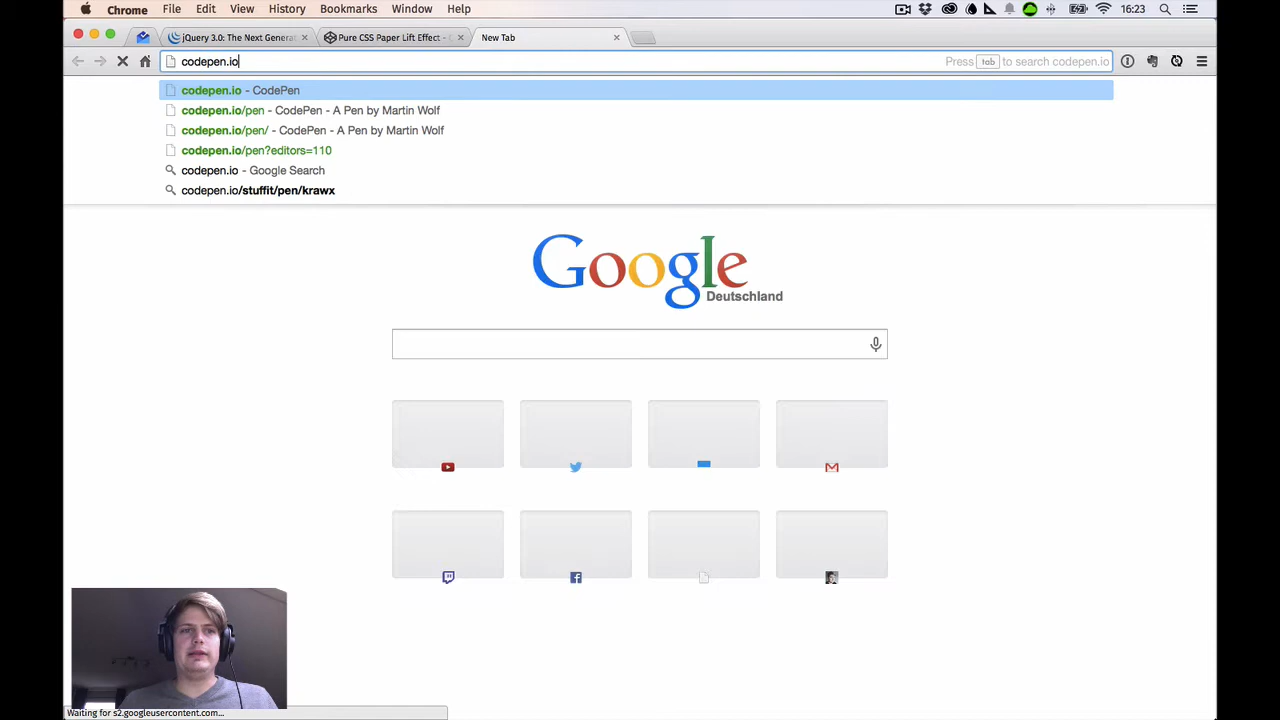 Chrome File Edit View History Bookmarks Window Help 16:23
jQuery 3.0: The Next Generat Pure CSS Paper Lift Effect - New Tab
codepen.io Press tab to search codepen.io
codepen.io - CodePen
codepen.io/pen - CodePen - A Pen by Martin Wolf
codepen.io/pen/ - CodePen - A Pen by Martin Wolf
codepen.io/pen?editors=110
codepen.io - Google Search
codepen.io/stuffit/pen/krawx
Google
Deutschland
Waiting for s2.googleusercontent.com...